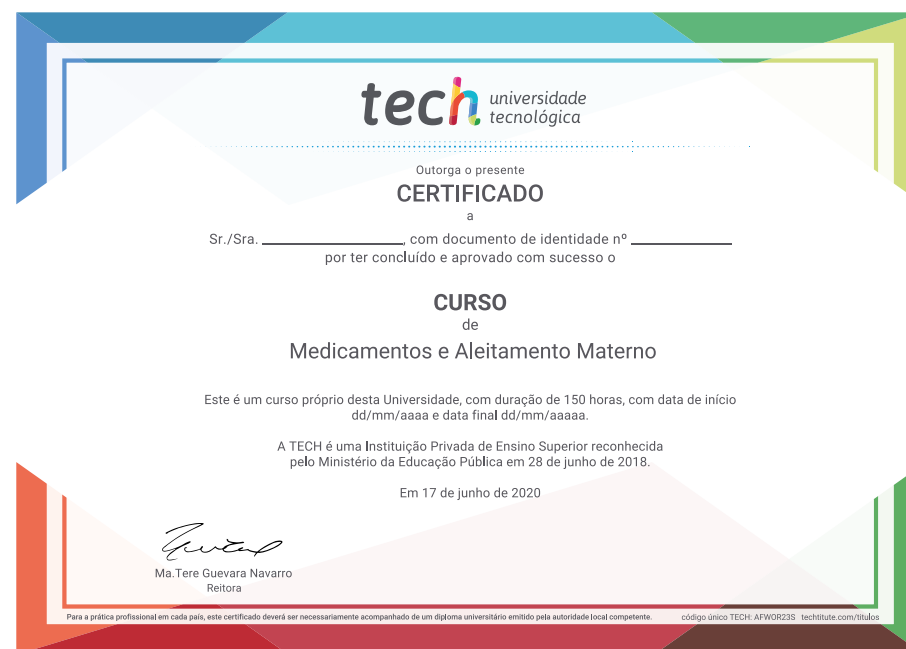 tech universidade
tecnológica
Outorga o presente
CERTIFICADO
a
Sr./Sra. ________________, com documento de identidade nº ____________
por ter concluído e aprovado com sucesso o
CURSO
de
Medicamentos e Aleitamento Materno
Este é um curso próprio desta Universidade, com duração de 150 horas, com data de início
dd/mm/aaaa e data final dd/mm/aaaaa.
A TECH é uma Instituição Privada de Ensino Superior reconhecida
pelo Ministério da Educação Pública em 28 de junho de 2018.
Em 17 de junho de 2020
Ma.Tere Guevara Navarro
Reitora
Para a prática profissional em cada país, este certificado deverá ser necessariamente acompanhado de um diploma universitário emitido pela autoridade local competente. código único TECH: AFWOR23S techtitute.com/titulos